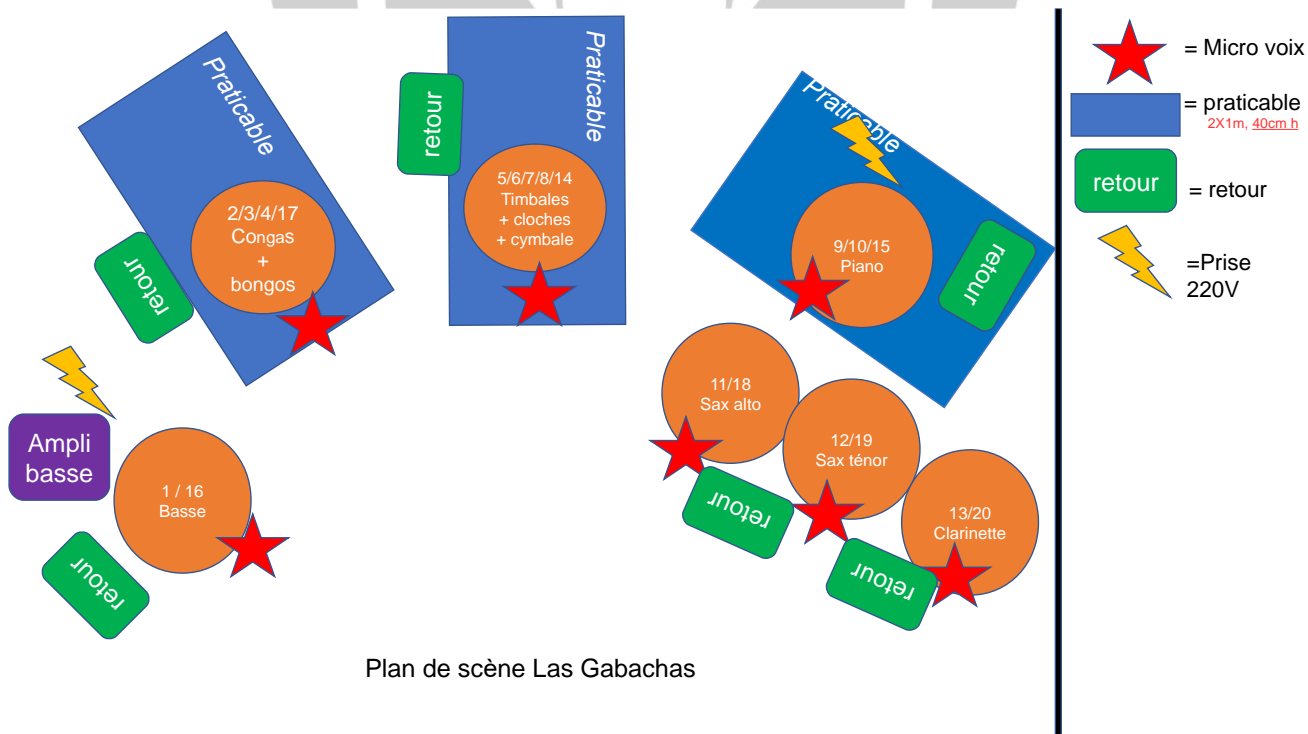 Praticable
retour
2/3/4/17
Congas
+
bongos
Praticable
retour
5/6/7/8/14
Timbales
+ cloches
+ cymbale
Praticable
9/10/15
Piano
retour
Ampli
basse
1 / 16
Basse
retour
11/18
Sax alto
12/19
Sax ténor
13/20
Clarinette
retour
retour
Plan de scène Las Gabachas
= Micro voix
= praticable
2X1m, 40cm h
retour
= retour
=Prise
220V